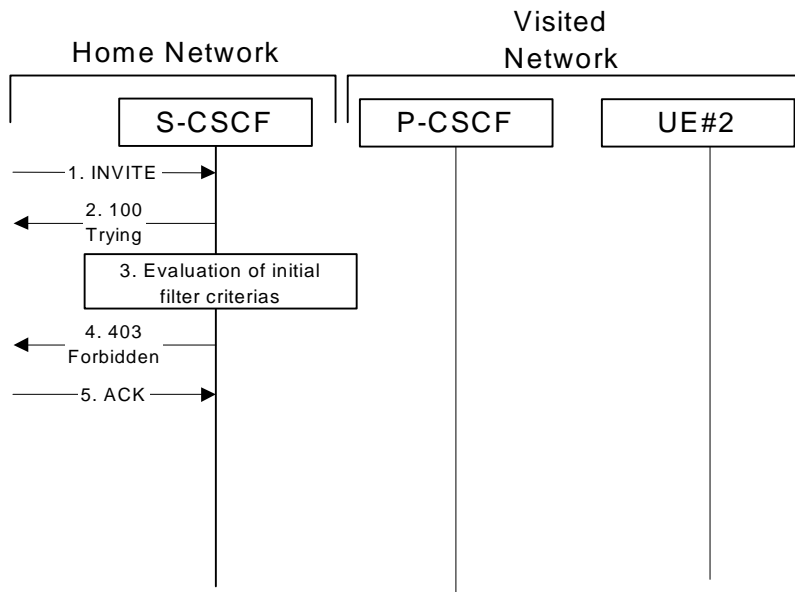 Home Network
Visited
Network
S-CSCF
P-CSCF
UE#2
1. INVITE
2. 100
Trying
3. Evaluation of initial
filter criterias
4. 403
Forbidden
5. ACK